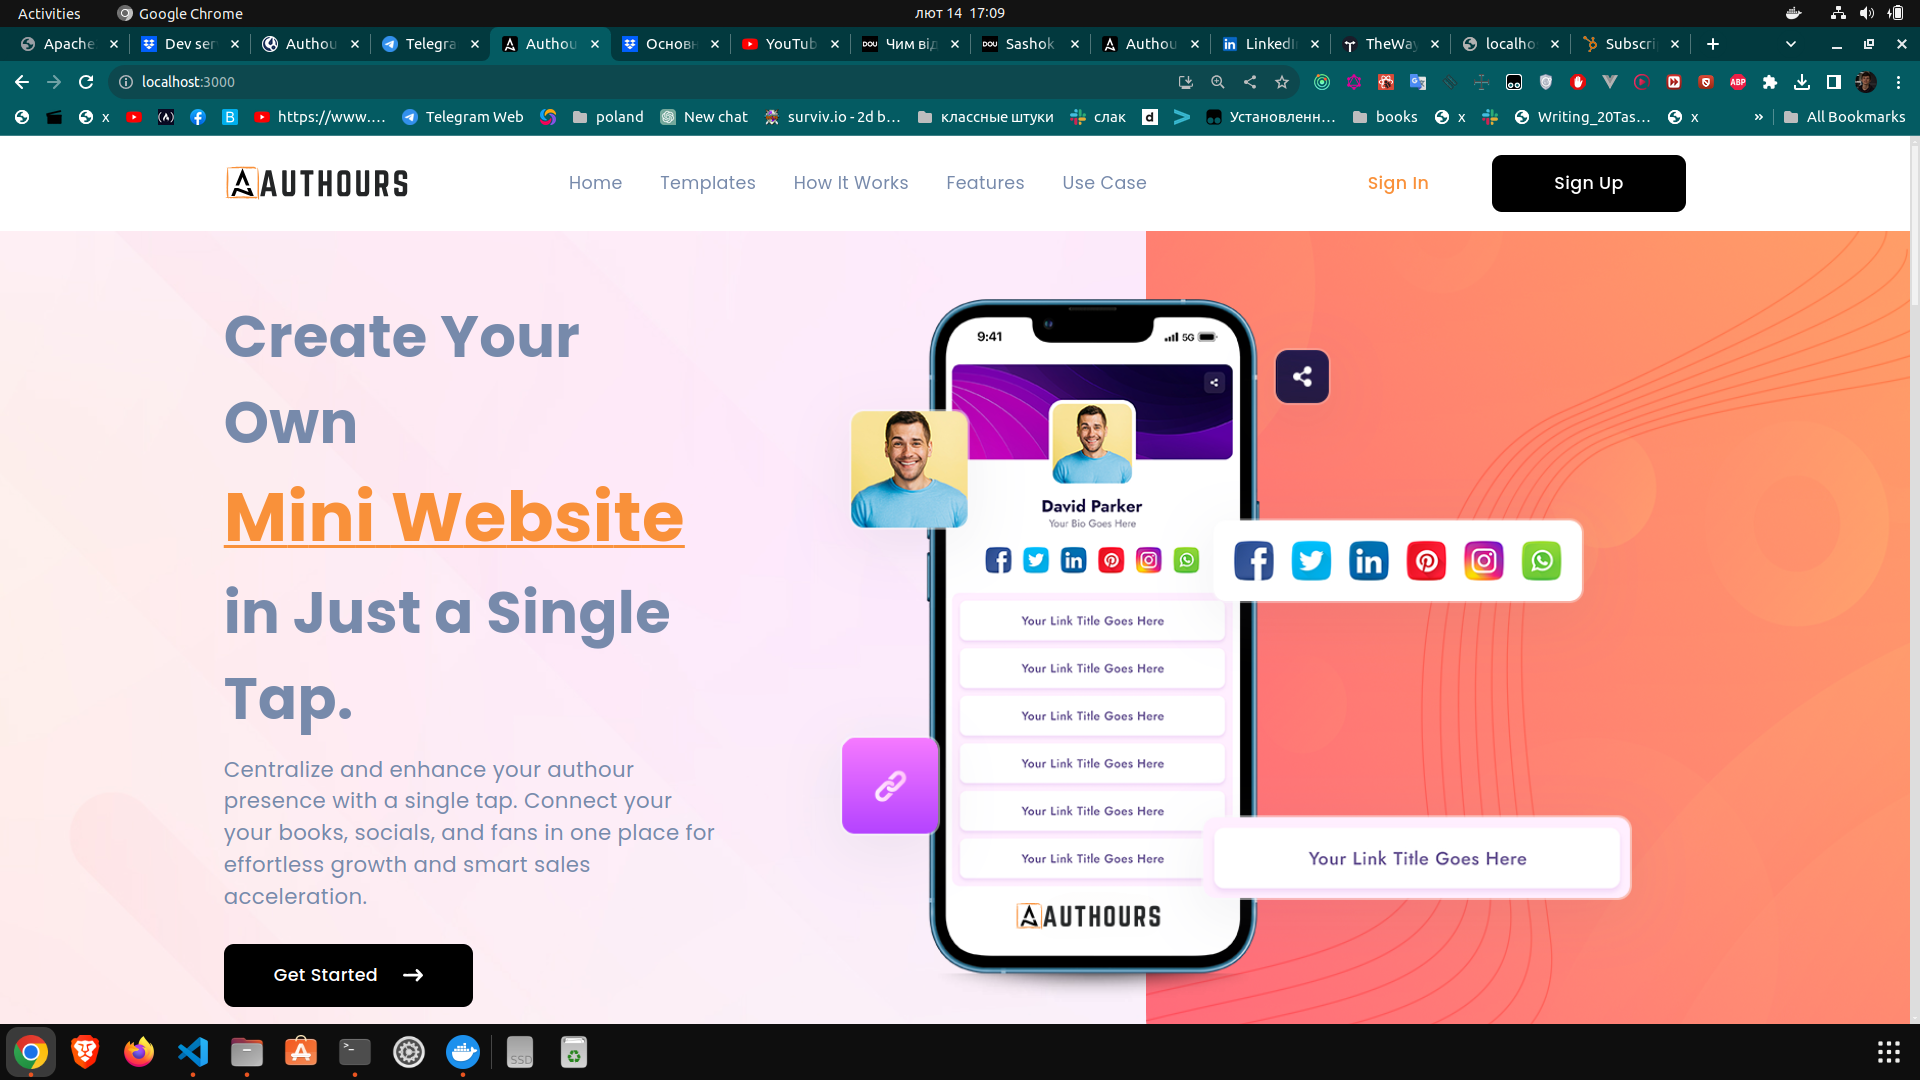 Activities
Google Chrome
лют 14 17:09
Apache
Dev ser
Authou
Telegra
Authou
Основн
YouTub
DOU
Чим від
DOU
Sashok
Authou
LinkedI
TheWay
localho
Subscri
localhost:3000
ABP
x
https://www....
B
Telegram Web
poland
New chat
surviv.io - 2d b...
классные штуки
слак
d
Установленн...
books
x
Writing_20Tas...
x
»
All Bookmarks
AUTHOURS
Home
Templates
How It Works
Features
Use Case
Sign In
Sign Up
Create Your
Own
Mini Website
in Just a Single
Tap.
Centralize and enhance your authour
presence with a single tap. Connect your
your books, socials, and fans in one place for
effortless growth and smart sales
acceleration.
Get Started
9:41
5G
David Parker
Your Bio Goes Here
Your Link Title Goes Here
Your Link Title Goes Here
Your Link Title Goes Here
Your Link Title Goes Here
Your Link Title Goes Here
Your Link Title Goes Here
AUTHOURS
Your Link Title Goes Here
SSD